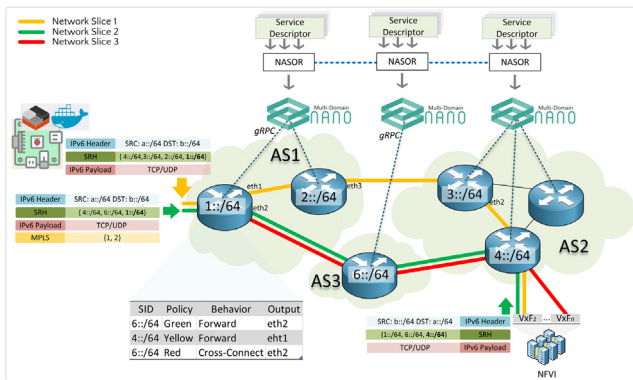 Network Slice 1
Network Slice 2
Network Slice 3
Service
Descriptor
Service
Descriptor
Service
Descriptor
NASOR
NASOR
NASOR
Multi-Domain
NANO
Multi-Domain
NANO
Multi-Domain
NANO
gRPC
gRPC
docker
IPv6 Header SRC: a::/64 DST: b::/64
SRH { 4::/64,3::/64, 2::/64, 1::/64}
IPv6 Payload TCP/UDP
IPv6 Header SRC: a::/64 DST: b::/64
SRH { 4::/64, 6::/64, 1::/64}
IPv6 Payload TCP/UDP
MPLS {1, 2}
AS1
AS2
AS3
eth1
eth2
eth3
eth2
1::/64
2::/64
3::/64
4::/64
6::/64
SID Policy Behavior Output
6::/64 Green Forward eth2
4::/64 Yellow Forward eht1
6::/64 Red Cross-Connect eth2
SRC: b::/64 DST: a::/64 IPv6 Header
{1::/64, 6::/64, 4::/64} SRH
TCP/UDP IPv6 Payload
VxF2 ... VxFn
NFVI